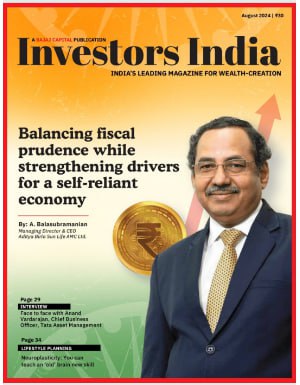 August 2024 | ₹30
A BAJAJ CAPITAL PUBLICATION
Investors India
INDIA'S LEADING MAGAZINE FOR WEALTH-CREATION
Balancing fiscal
prudence while
strengthening drivers
for a self-reliant
economy
By: A. Balasubramanian
Managing Director & CEO
Aditya Birla Sun Life AMC Ltd.
₹
Page 29
INTERVIEW
Face to face with Anand
Vardarajan, Chief Business
Officer, Tata Asset Management
Page 34
LIFESTYLE PLANNING
Neuroplasticity: You can
teach an 'old' brain new skill